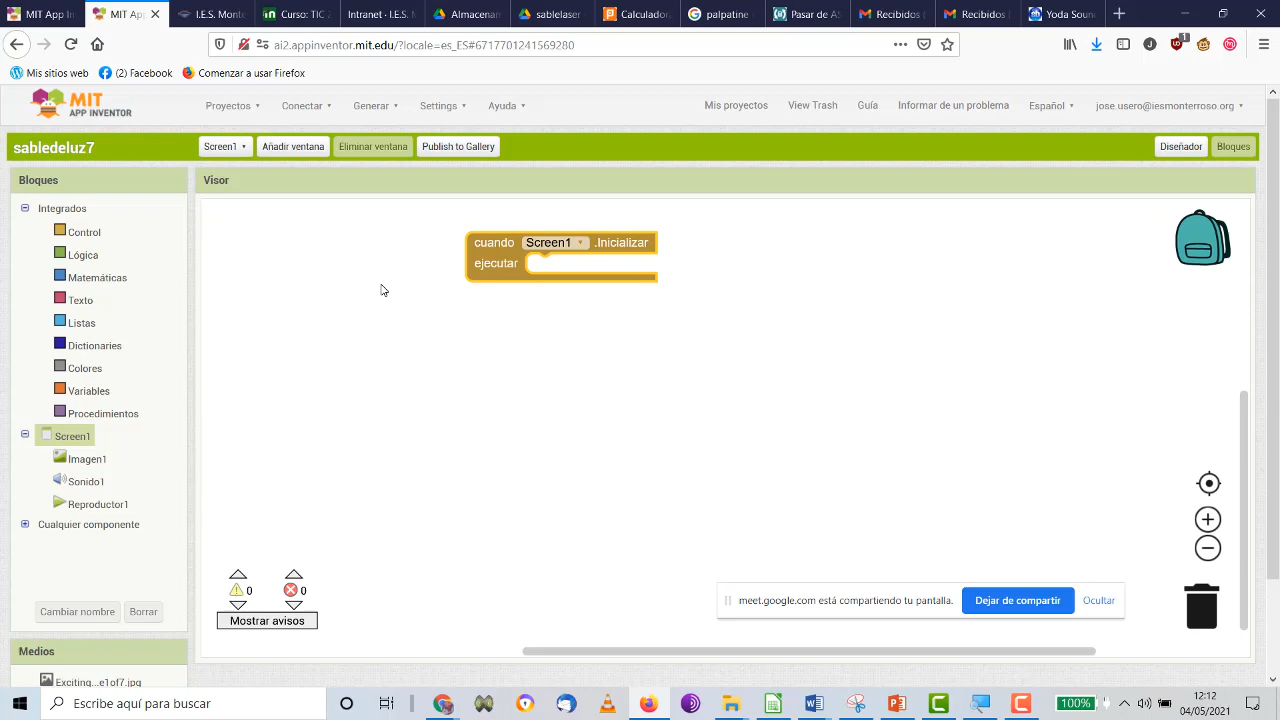 MIT Ap
MIT App
I.E.S. Monte
Curso: TIC
Intranet - I.E.S. M
Almacena
sablelaser
Calculador
palpatine
Pasar de AS
Recibidos (
Recibidos (
Yoda Soun
ai2.appinventor.mit.edu/?locale=es_ES#6717701241569280
1
Mis sitios web
(2) Facebook
Comenzar a usar Firefox
MIT
APP INVENTOR
Proyectos
Conectar
Generar
Settings
Ayuda
Mis proyectos
View Trash
Guía
Informar de un problema
Español
jose.usero@iesmonterroso.org
sabledeluz7
Screen1
Añadir ventana
Eliminar ventana
Publish to Gallery
Diseñador
Bloques
Bloques
Visor
Integrados
Control
Lógica
Matemáticas
Texto
Listas
Dictionaries
Colores
Variables
Procedimientos
Screen1
Imagen1
Sonido1
Reproductor1
Cualquier componente
Cambiar nombre
Borrar
Medios
Exciting...e1of7.jpg
cuando Screen1 .Inicializar
ejecutar
0
0
Mostrar avisos
meet.google.com está compartiendo tu pantalla.
Dejar de compartir
Ocultar
Escribe aquí para buscar
100%
12:12
04/05/2021